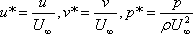 u* = u/U∞, v* = v/U∞, p* = p/ρU∞²